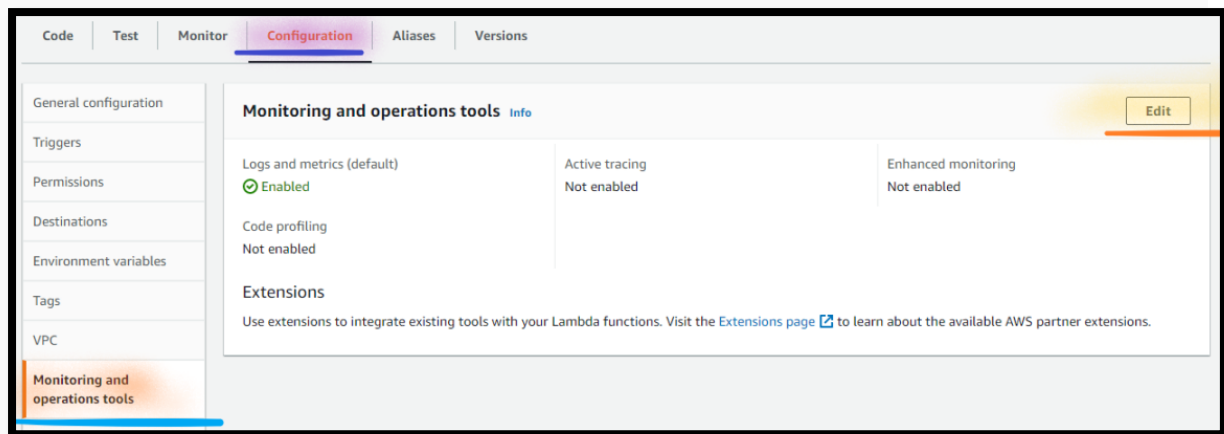 Code Test Monitor Configuration Aliases Versions
General configuration
Triggers
Permissions
Destinations
Environment variables
Tags
VPC
Monitoring and
operations tools
Monitoring and operations tools Info
Edit
Logs and metrics (default)
Enabled
Active tracing
Not enabled
Enhanced monitoring
Not enabled
Code profiling
Not enabled
Extensions
Use extensions to integrate existing tools with your Lambda functions. Visit the Extensions page to learn about the available AWS partner extensions.